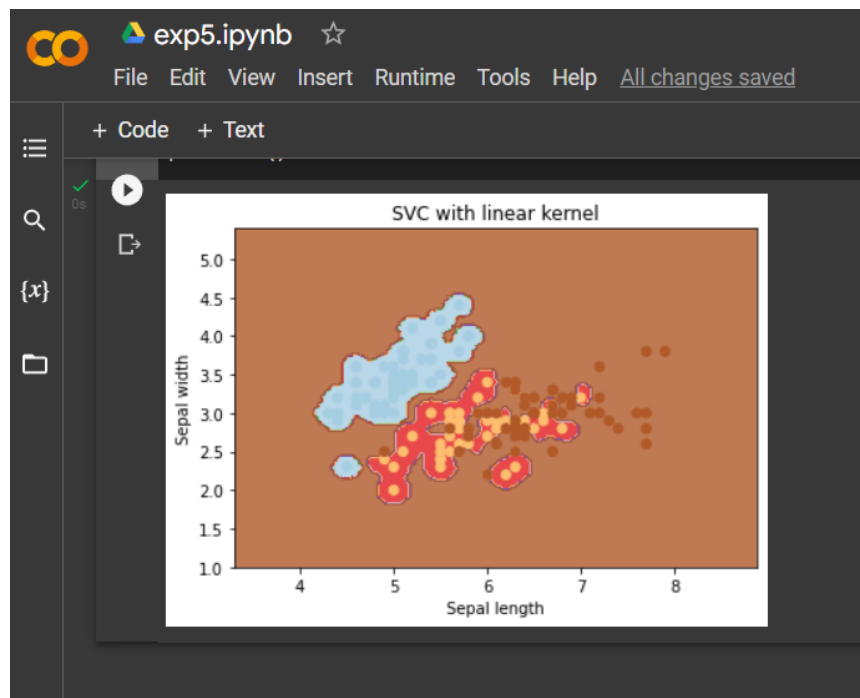 exp5.ipynb
File Edit View Insert Runtime Tools Help All changes saved
+ Code + Text
0s
{x}
SVC with linear kernel
5.0
4.5
4.0
3.5
3.0
2.5
2.0
1.5
1.0
Sepal width
4 5 6 7 8
Sepal length